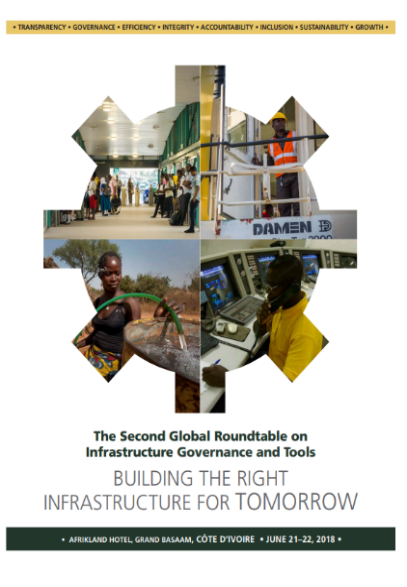 • TRANSPARENCY • GOVERNANCE • EFFICIENCY • INTEGRITY • ACCOUNTABILITY • INCLUSION • SUSTAINABILITY • GROWTH •
DAMEN
The Second Global Roundtable on
Infrastructure Governance and Tools
BUILDING THE RIGHT
INFRASTRUCTURE FOR TOMORROW
• AFRIKLAND HOTEL, GRAND BASAAM, CÔTE D'IVOIRE • JUNE 21–22, 2018 •